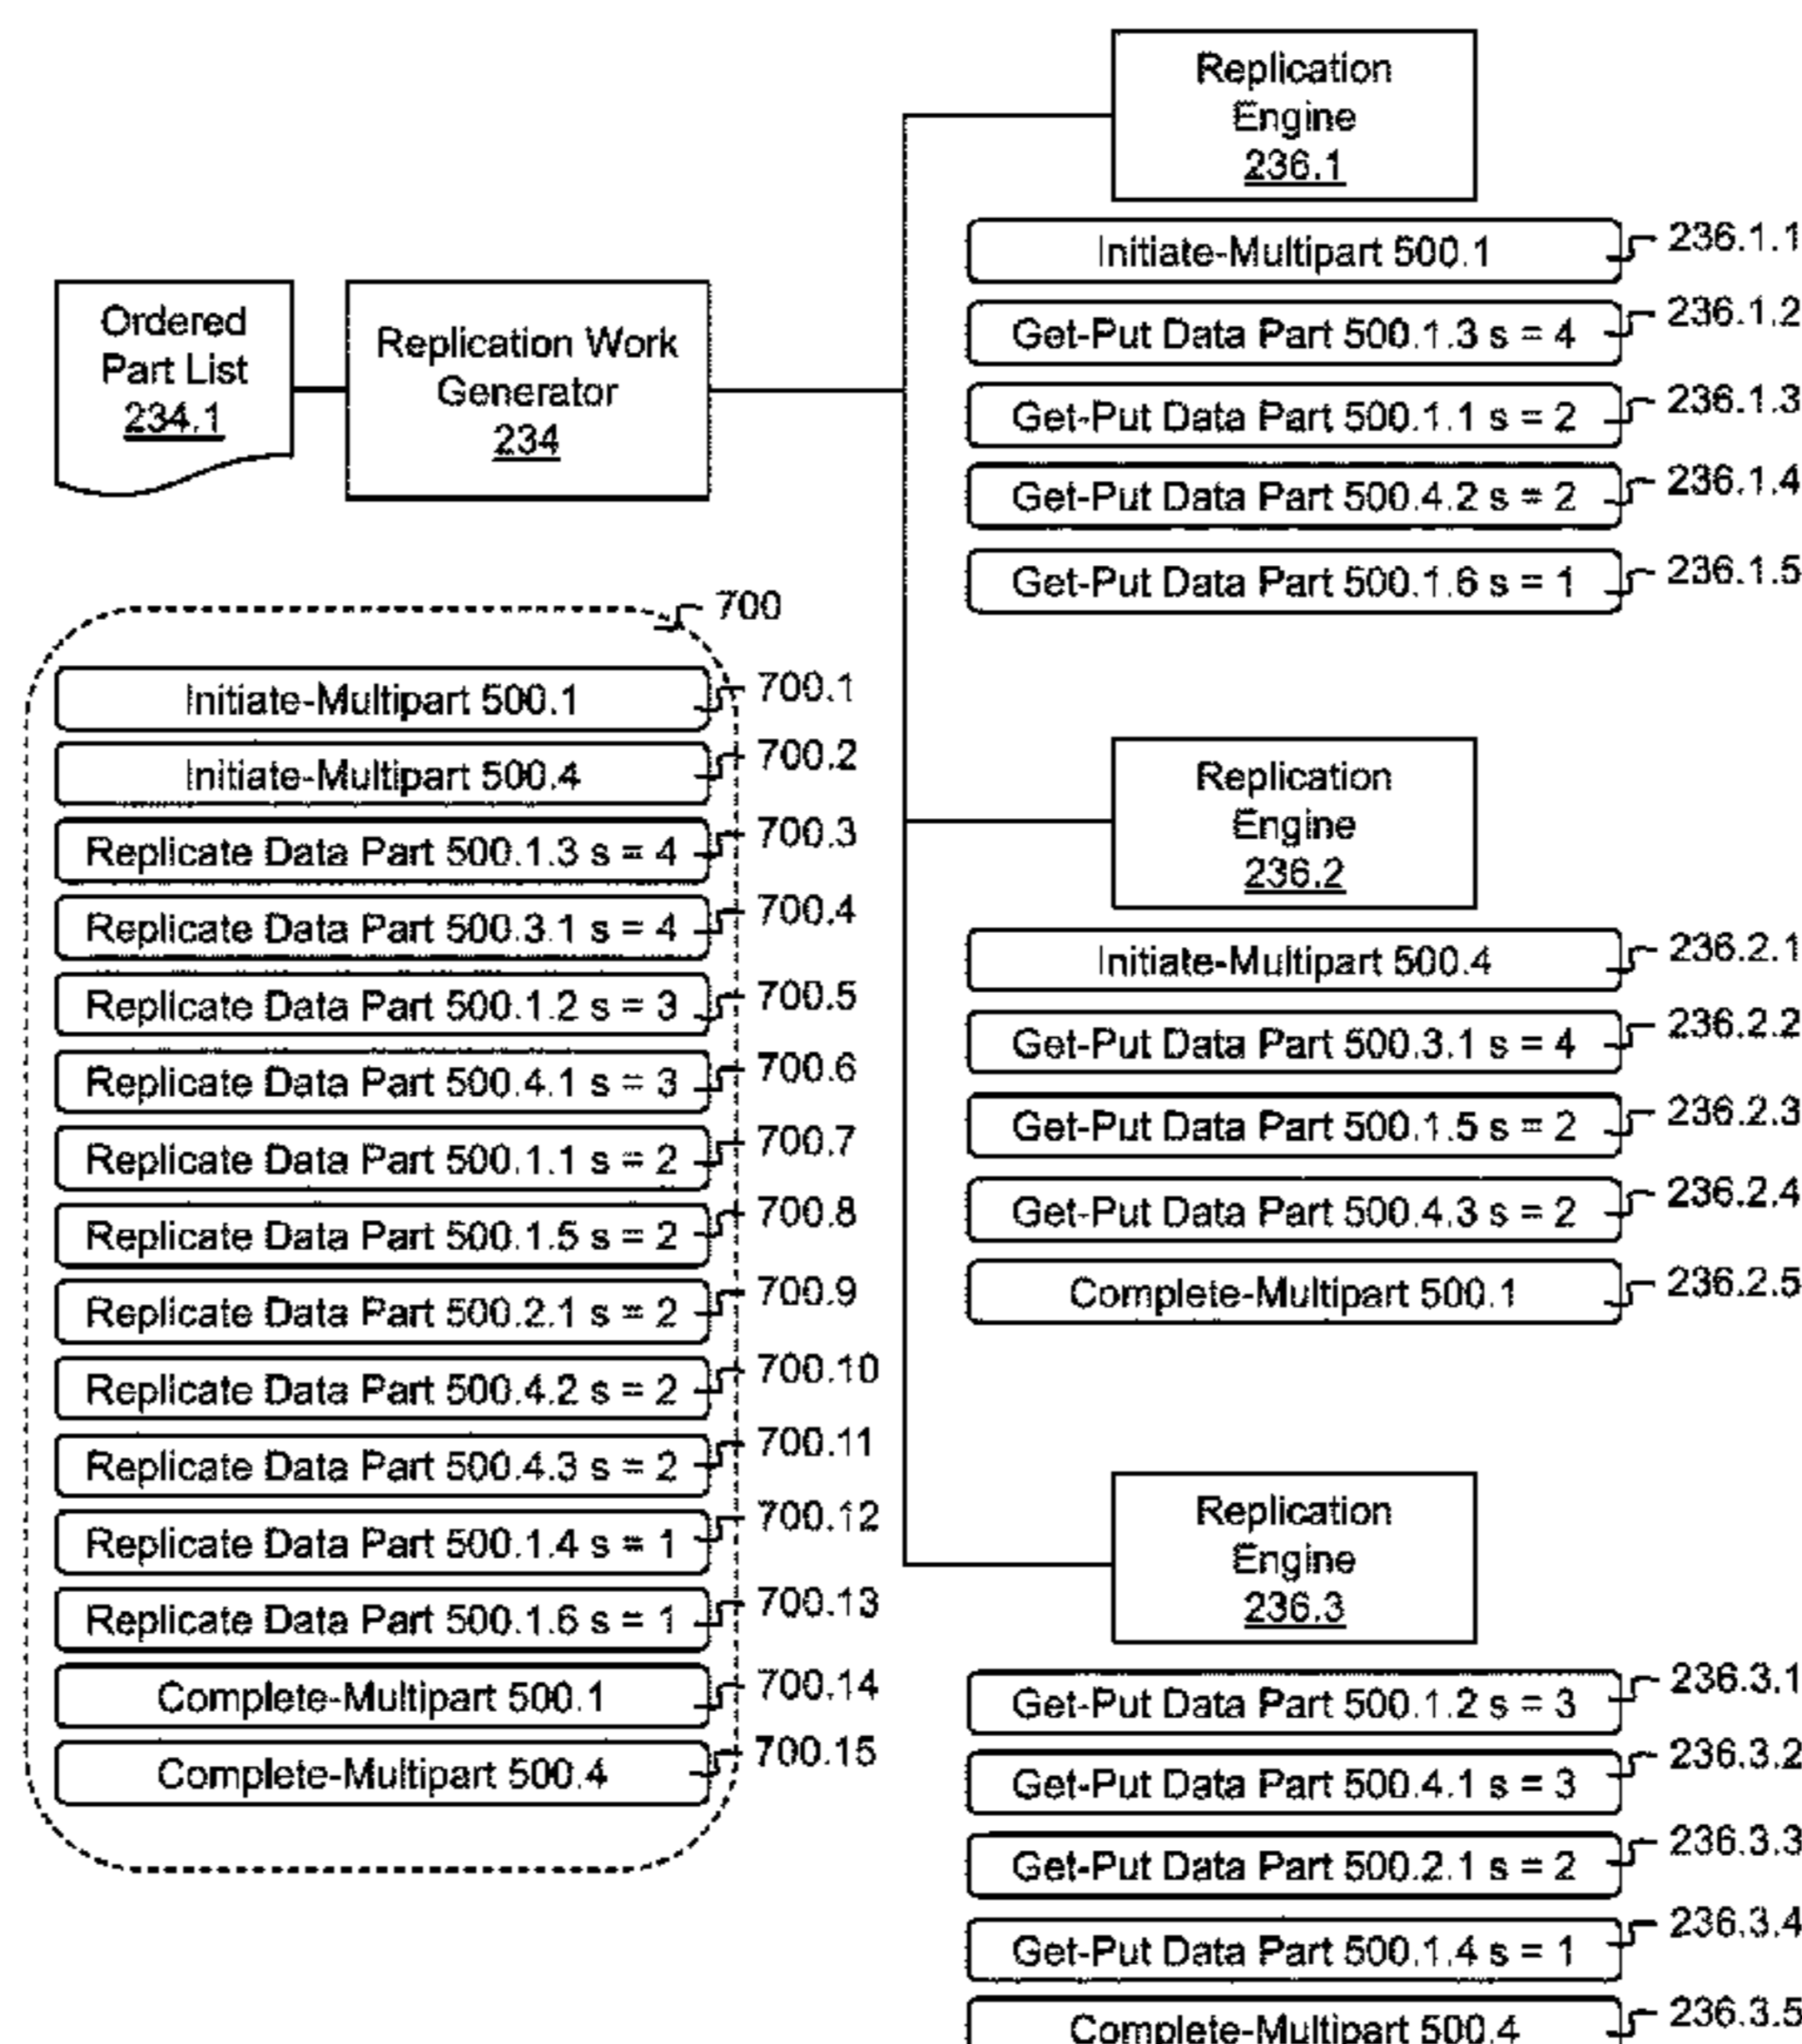 Ordered
Part List
234.1
Replication Work
Generator
234
700
Initiate-Multipart 500.1
700.1
Initiate-Multipart 500.4
700.2
Replicate Data Part 500.1.3 s = 4
700.3
Replicate Data Part 500.3.1 s = 4
700.4
Replicate Data Part 500.1.2 s = 3
700.5
Replicate Data Part 500.4.1 s = 3
700.6
Replicate Data Part 500.1.1 s = 2
700.7
Replicate Data Part 500.1.5 s = 2
700.8
Replicate Data Part 500.2.1 s = 2
700.9
Replicate Data Part 500.4.2 s = 2
700.10
Replicate Data Part 500.4.3 s = 2
700.11
Replicate Data Part 500.1.4 s = 1
700.12
Replicate Data Part 500.1.6 s = 1
700.13
Complete-Multipart 500.1
700.14
Complete-Multipart 500.4
700.15
Replication
Engine
236.1
Initiate-Multipart 500.1
236.1.1
Get-Put Data Part 500.1.3 s = 4
236.1.2
Get-Put Data Part 500.1.1 s = 2
236.1.3
Get-Put Data Part 500.4.2 s = 2
236.1.4
Get-Put Data Part 500.1.6 s = 1
236.1.5
Replication
Engine
236.2
Initiate-Multipart 500.4
236.2.1
Get-Put Data Part 500.3.1 s = 4
236.2.2
Get-Put Data Part 500.1.5 s = 2
236.2.3
Get-Put Data Part 500.4.3 s = 2
236.2.4
Complete-Multipart 500.1
236.2.5
Replication
Engine
236.3
Get-Put Data Part 500.1.2 s = 3
236.3.1
Get-Put Data Part 500.4.1 s = 3
236.3.2
Get-Put Data Part 500.2.1 s = 2
236.3.3
Get-Put Data Part 500.1.4 s = 1
236.3.4
Complete-Multipart 500.4
236.3.5